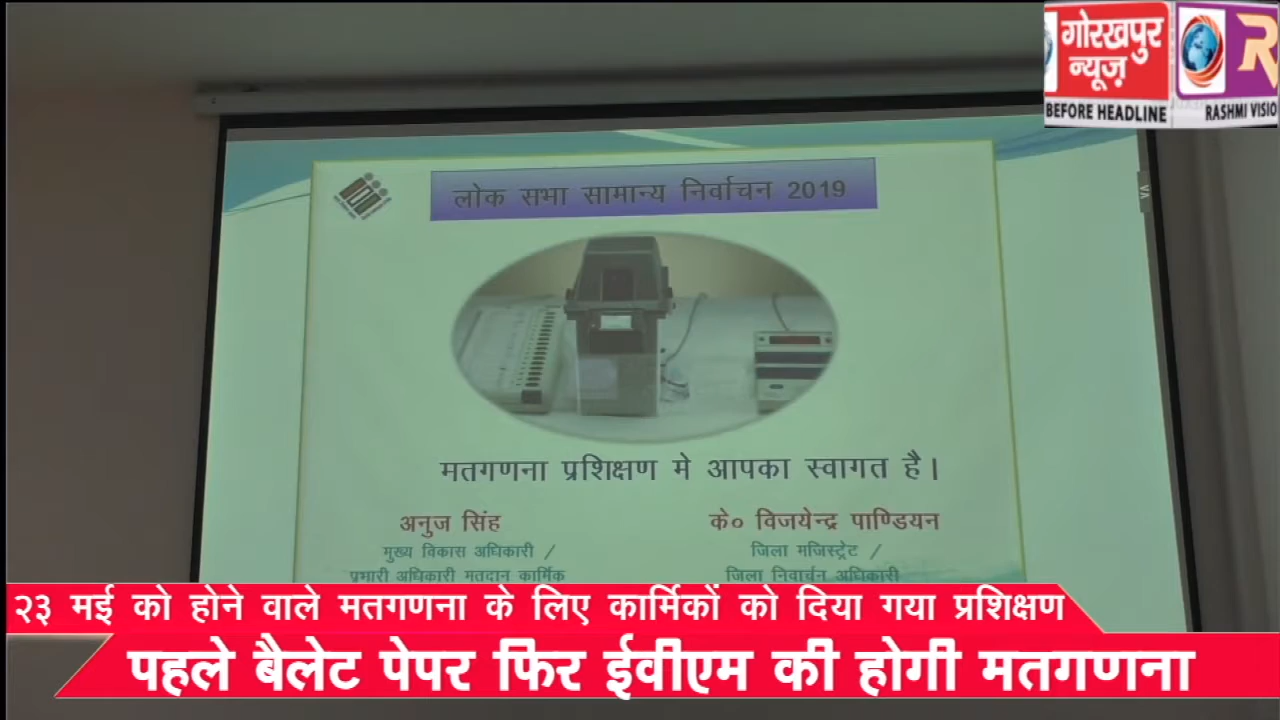 गोरखपुर
न्यूज़
BEFORE HEADLINE
R
RASHMI VISIO
लोक सभा सामान्य निर्वाचन 2019
मतगणना प्रशिक्षण मे आपका स्वागत है।
अनुज सिंह
मुख्य विकास अधिकारी /
प्रभारी अधिकारी मतदान कार्मिक
के० विजयेन्द्र पाण्डियन
जिला मजिस्ट्रेट /
जिला निवार्चन अधिकारी
२३ मई को होने वाले मतगणना के लिए कार्मिकों को दिया गया प्रशिक्षण
पहले बैलेट पेपर फिर ईवीएम की होगी मतगणना